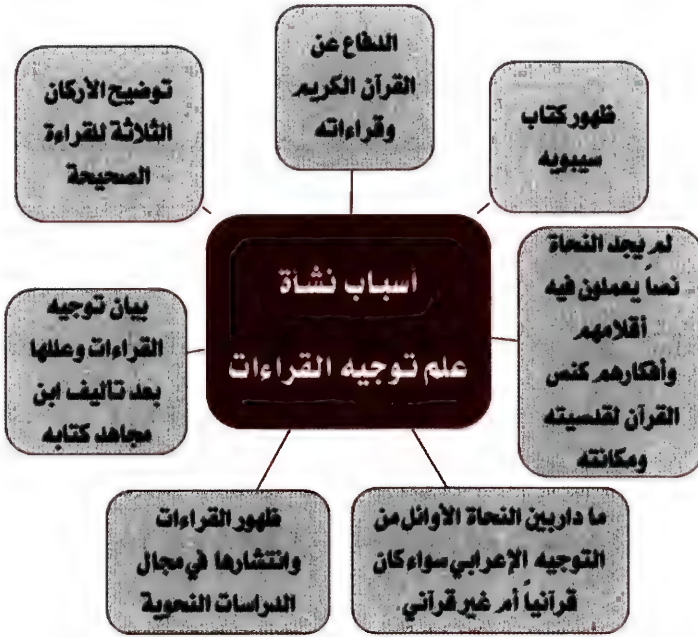 أسباب نشأة
علم توجيه القراءات
الدفاع عن
القرآن الكريم
وقراءاته
ظهور كتاب
سيبويه
لم يجد النحاة
نصاً يعملون فيه
أقلامهم
وأفكارهم كنص
القرآن لقدسيته
ومكانته
ما دار بين النحاة الأوائل من
التوجيه الإعرابي سواء كان
قرآنياً أم غير قرآني.
ظهور القراءات
وانتشارها في مجال
الدراسات النحوية
بيان توجيه
القراءات وعللها
بعد تأليف ابن
مجاهد كتابه
توضيح الأركان
الثلاثة للقراءة
الصحيحة